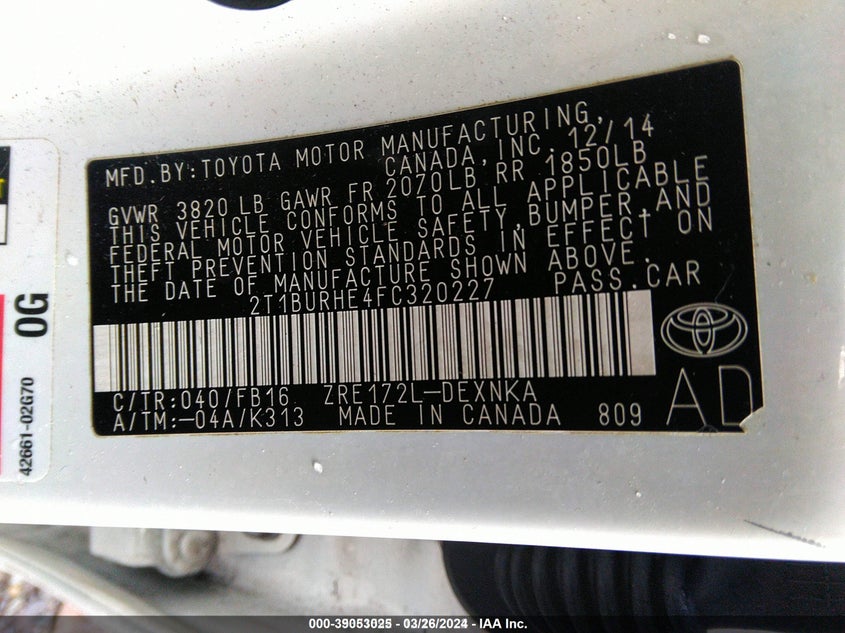 MFD.BY:TOYOTA MOTOR MANUFACTURING,
CANADA,INC. 12/14
GVWR 3820 LB GAWR FR 2070LB RR 1850LB
THIS VEHICLE CONFORMS TO ALL APPLICABLE
FEDERAL MOTOR VEHICLE SAFETY,BUMPER,AND
THEFT PREVENTION STANDARDS IN EFFECT ON
THE DATE OF MANUFACTURE SHOWN ABOVE.
2T1BURHE4FC320227 PASS.CAR
C/TR:040/FB16 ZRE172L-DEXNKA
A/TM:-04A/K313 MADE IN CANADA 809
AD
0G
42661-02G70
000-39053025 - 03/26/2024 - IAA Inc.